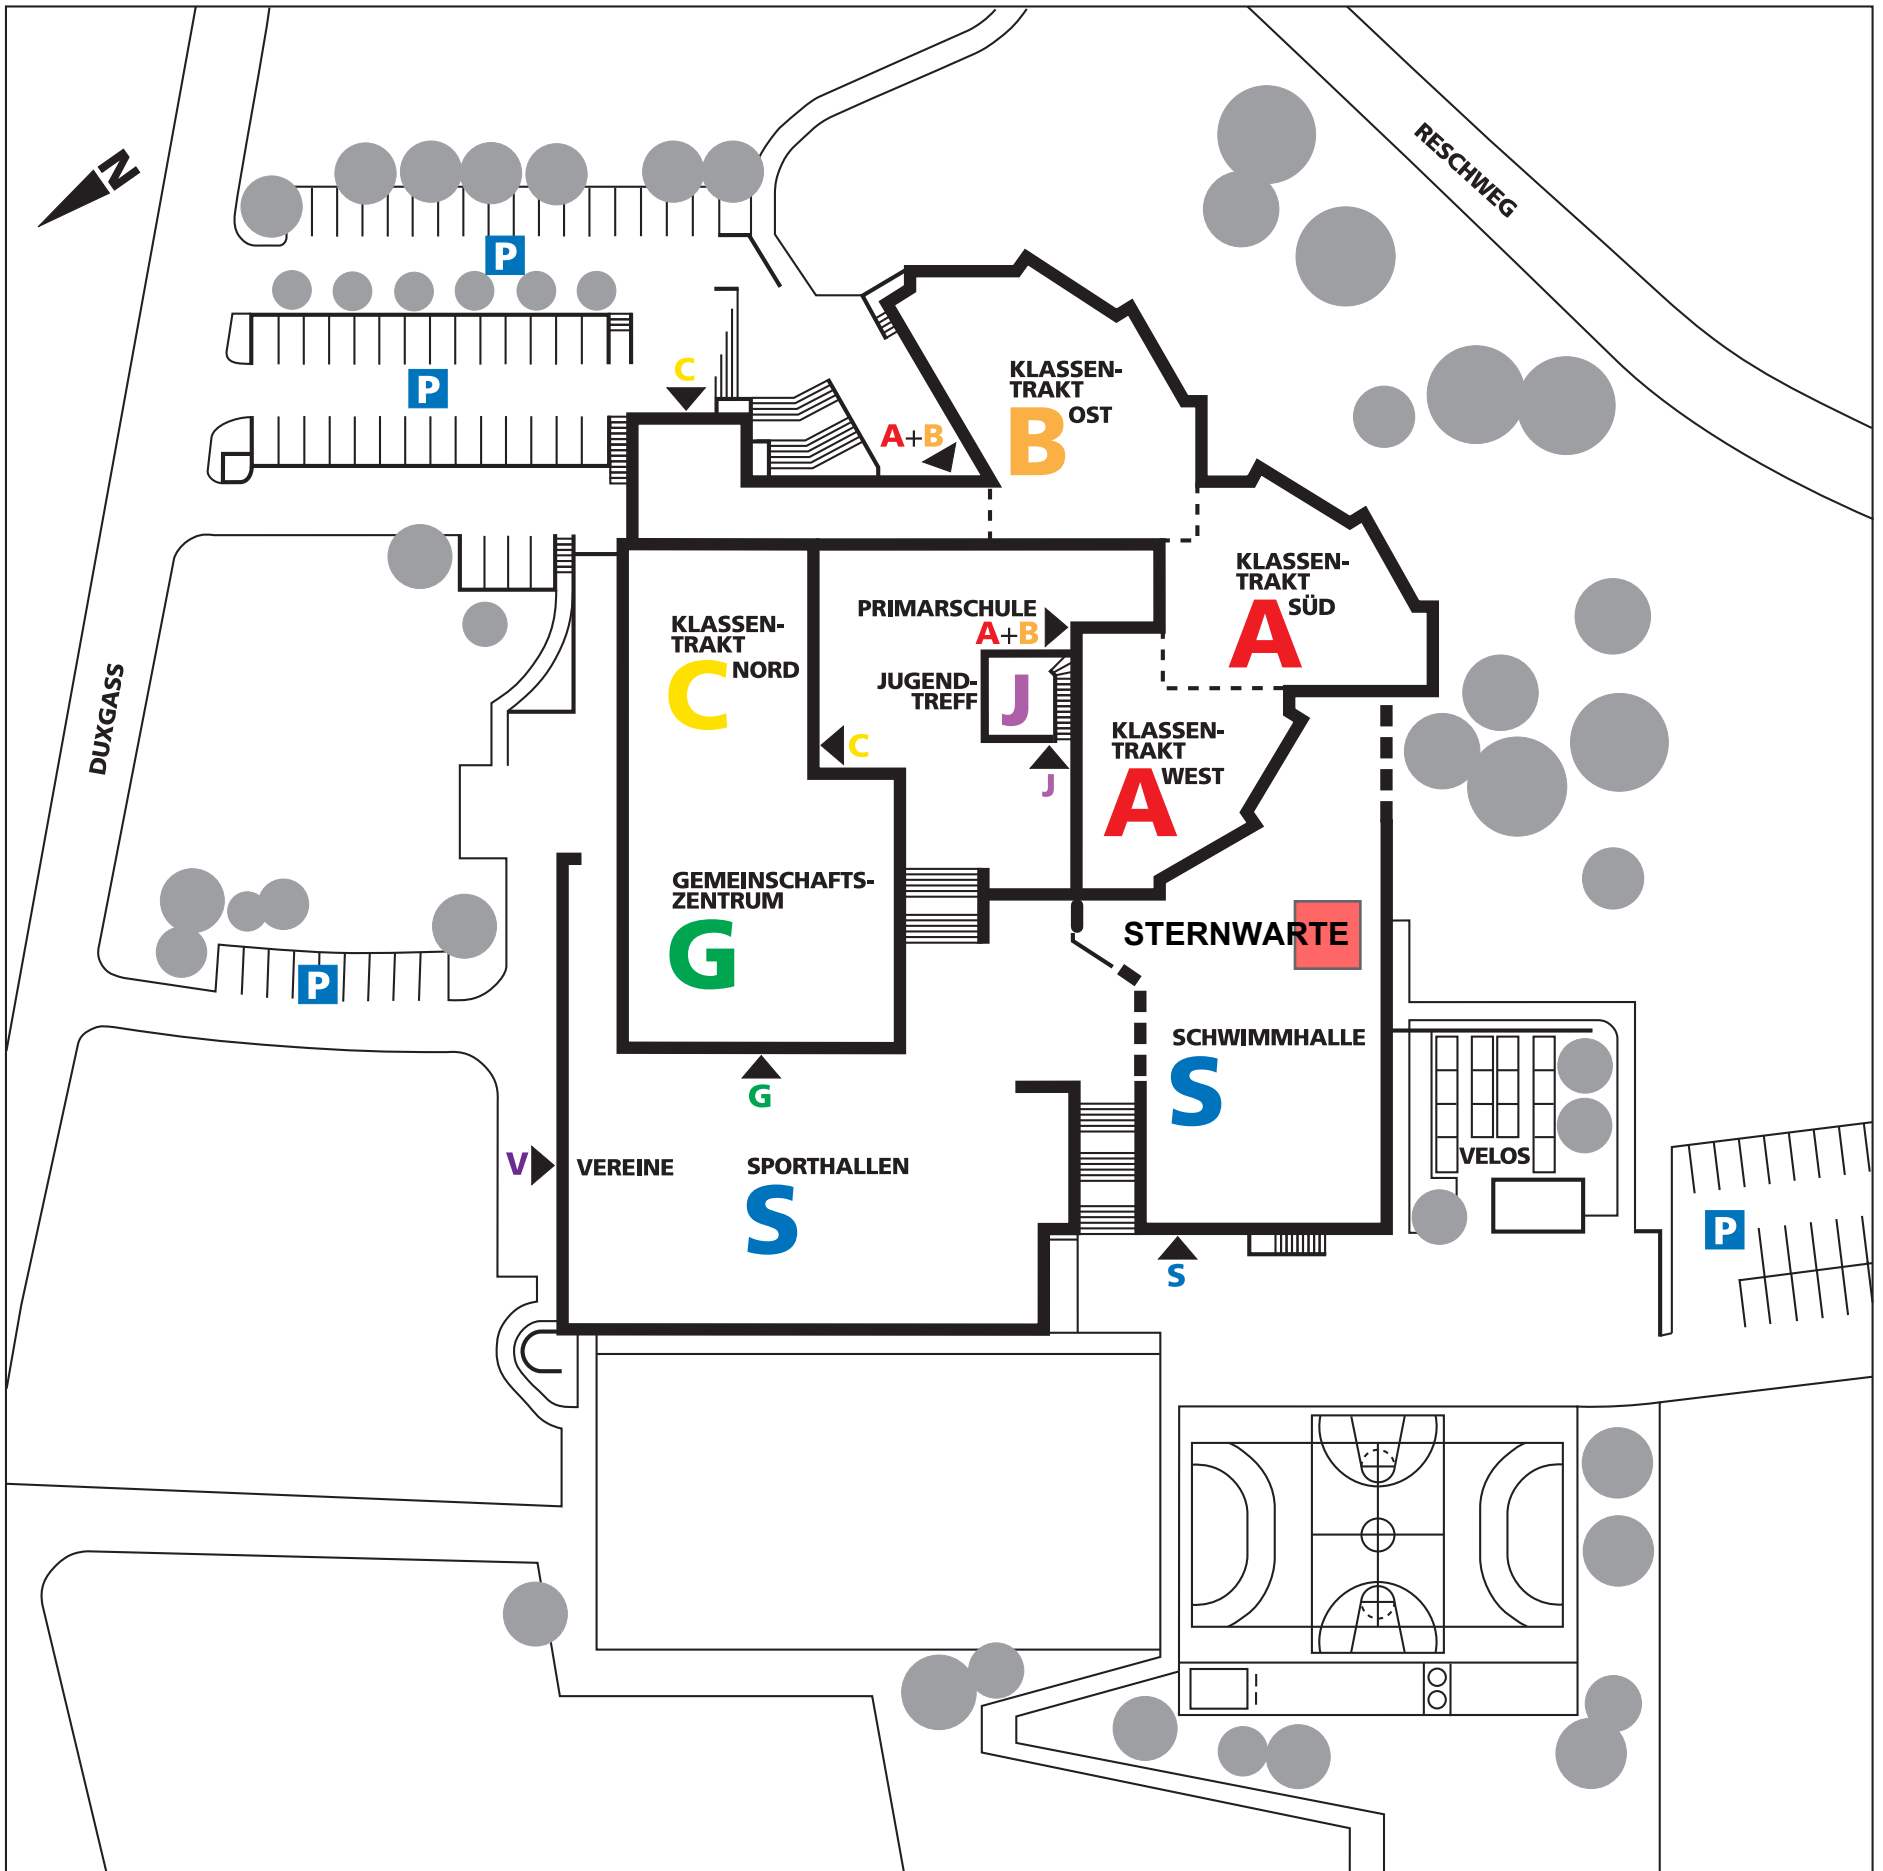 N
RESCHWEG
P
P
C
A+B
KLASSEN-
TRAKT
B OST
KLASSEN-
TRAKT
A SÜD
PRIMARSCHULE
A+B
KLASSEN-
TRAKT
C NORD
JUGEND-
TREFF
J
C
J
KLASSEN-
TRAKT
A WEST
DUXGASS
GEMEINSCHAFTS-
ZENTRUM
G
STERNWARTE
P
SCHWIMMHALLE
S
G
VELOS
V
VEREINE
SPORTHALLEN
S
P
S